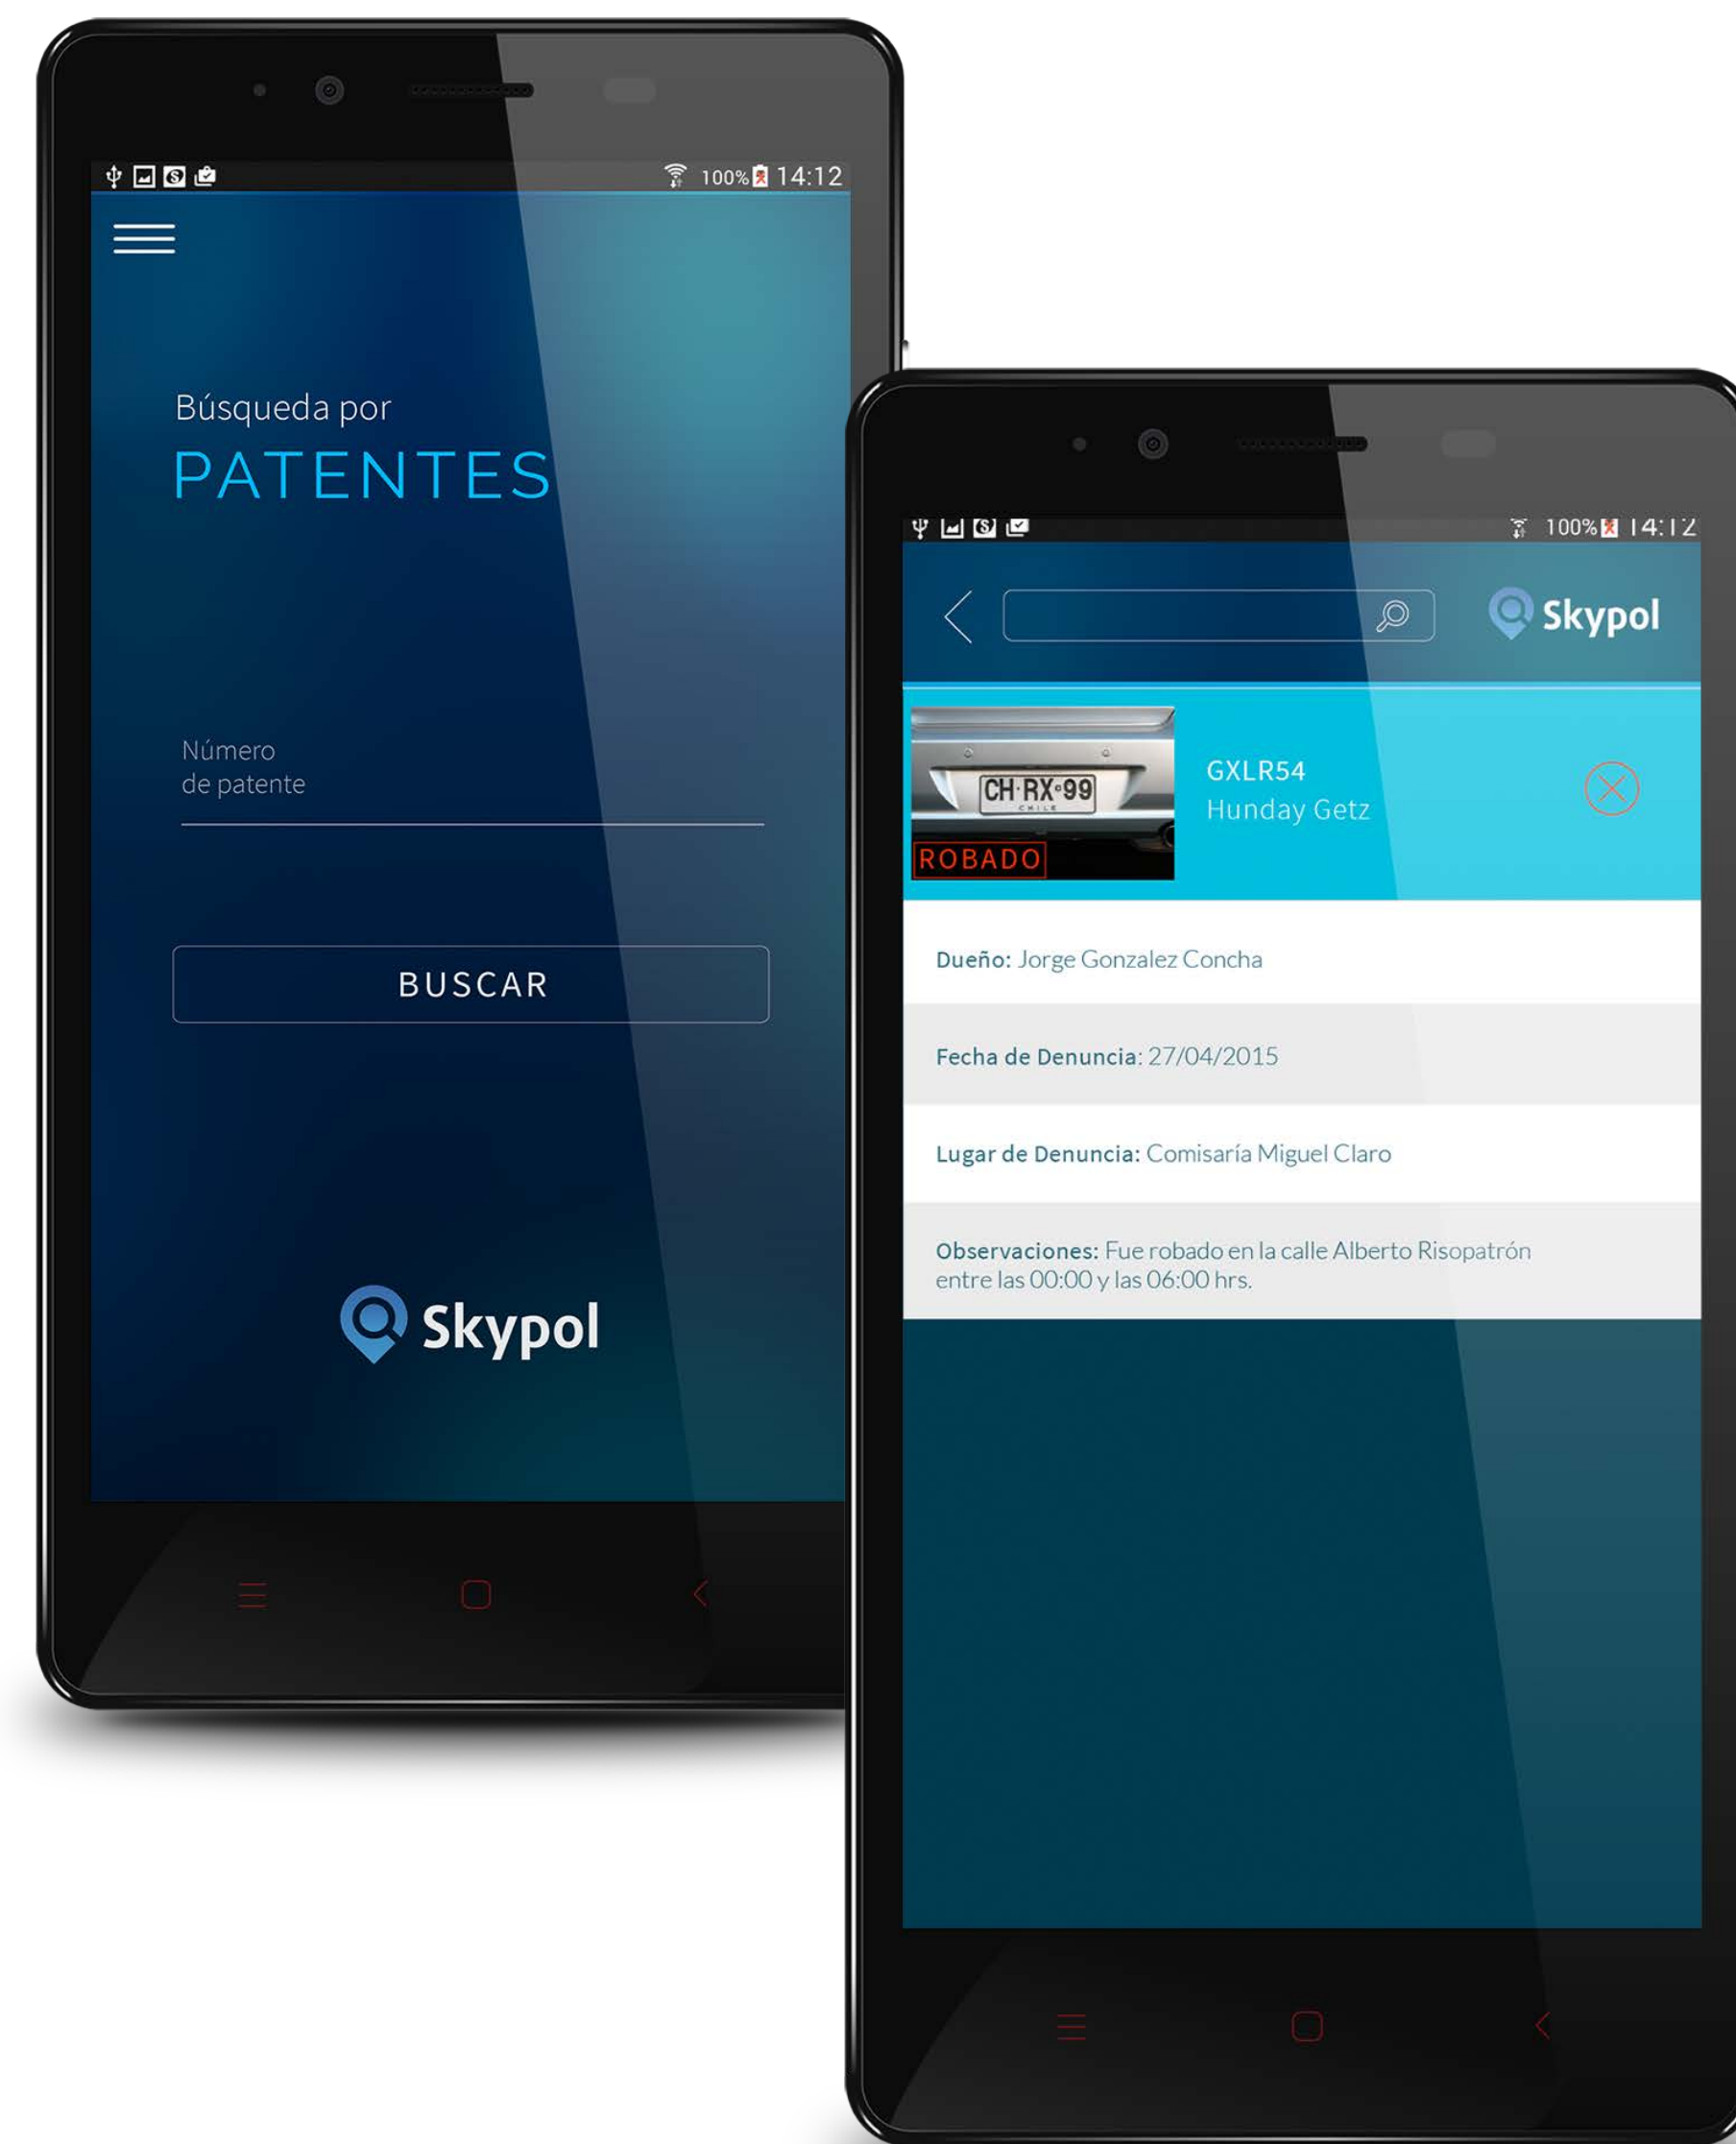 100% 14:12
Búsqueda por
PATENTES
Número
de patente
BUSCAR
Skypol
100% 14:12
Skypol
CH·RX·99
CHILE
ROBADO
GXLR54
Hunday Getz
Dueño: Jorge Gonzalez Concha
Fecha de Denuncia: 27/04/2015
Lugar de Denuncia: Comisaría Miguel Claro
Observaciones: Fue robado en la calle Alberto Risopatrón
entre las 00:00 y las 06:00 hrs.